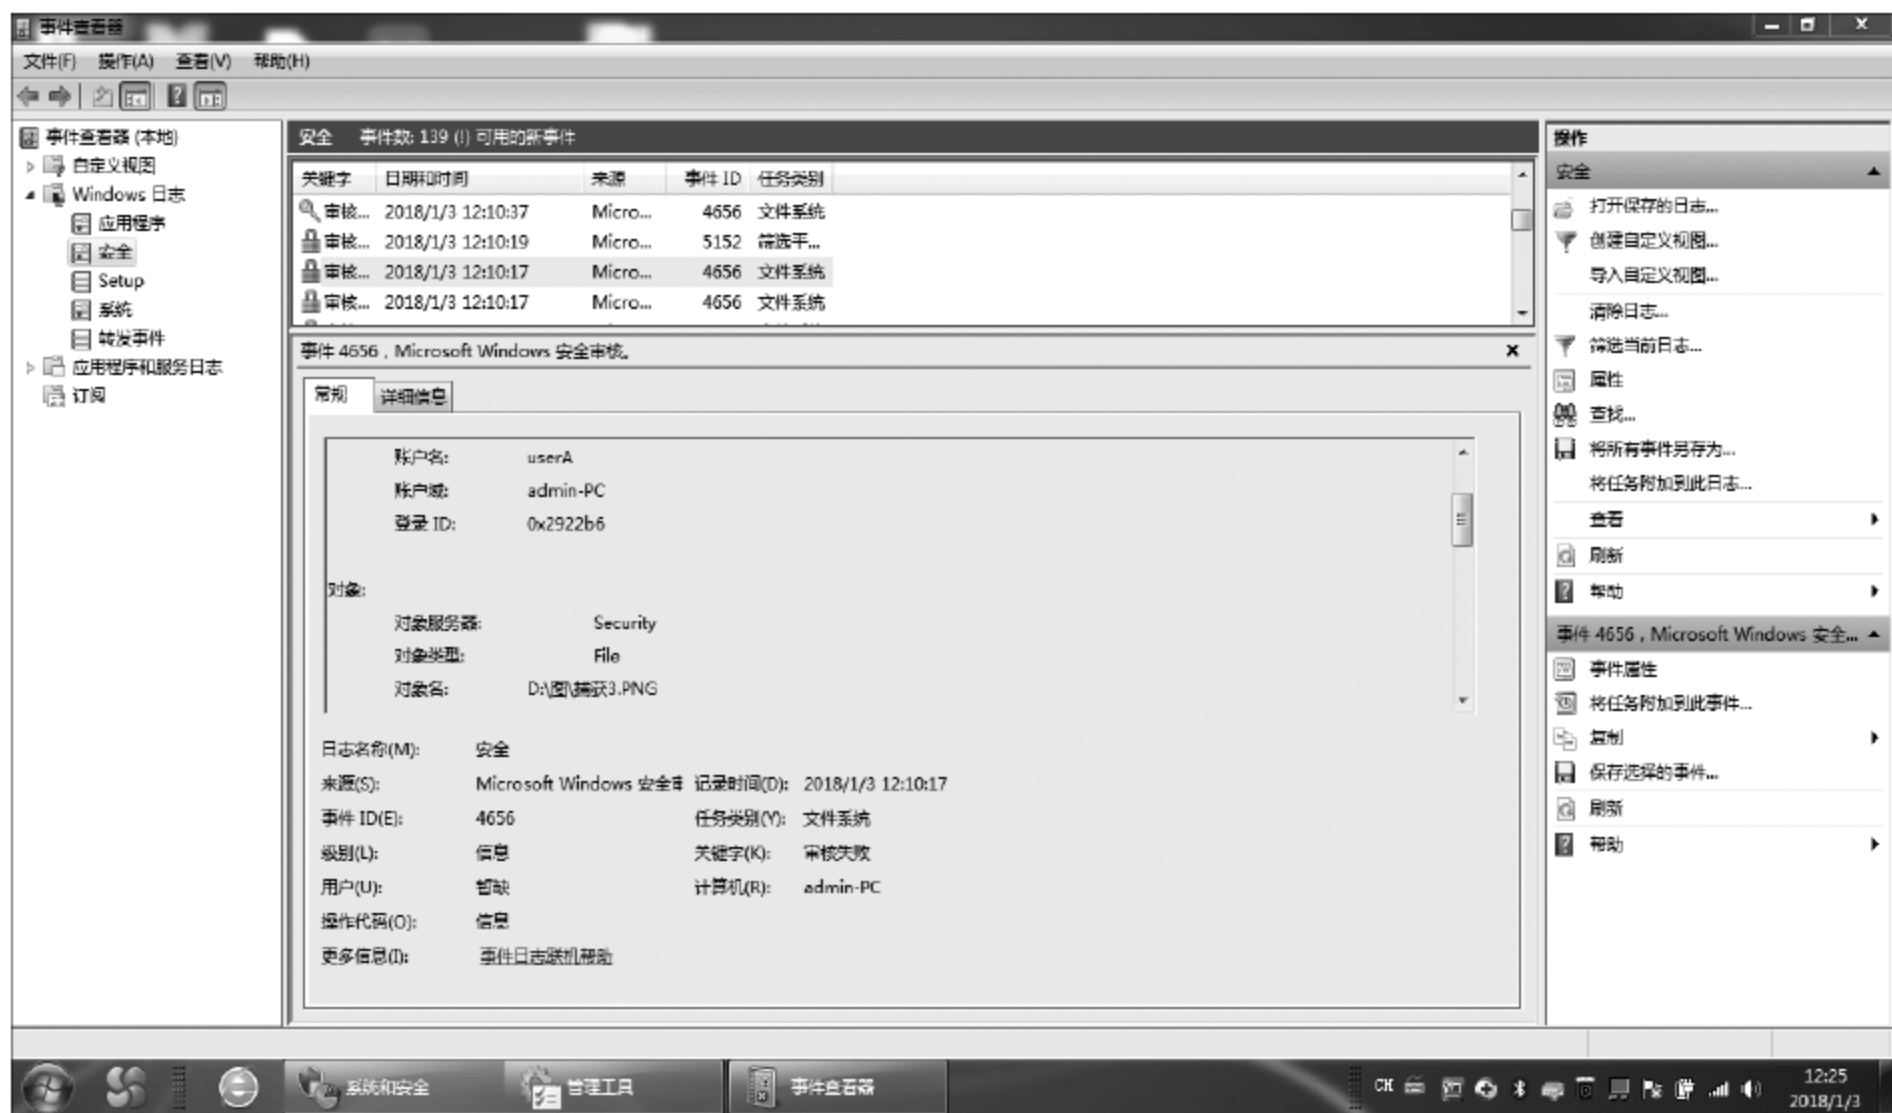 事件查看器
文件(F) 操作(A) 查看(V) 帮助(H)
事件查看器 (本地)
自定义视图
Windows 日志
应用程序
安全
Setup
系统
转发事件
应用程序和服务日志
订阅
安全 事件数: 139 (!) 可用的新事件
关键字 日期和时间 来源 事件 ID 任务类别
审核... 2018/1/3 12:10:37 Micro... 4656 文件系统
审核... 2018/1/3 12:10:19 Micro... 5152 筛选平...
审核... 2018/1/3 12:10:17 Micro... 4656 文件系统
审核... 2018/1/3 12:10:17 Micro... 4656 文件系统
事件 4656，Microsoft Windows 安全审核。
常规 详细信息
账户名: userA
账户域: admin-PC
登录 ID: 0x2922b6
对象:
对象服务器: Security
对象类型: File
对象名: D:\图\捕获3.PNG
日志名称(M): 安全
来源(S): Microsoft Windows 安全 记录时间(D): 2018/1/3 12:10:17
事件 ID(E): 4656 任务类别(Y): 文件系统
级别(L): 信息 关键字(K): 审核失败
用户(U): 暂缺 计算机(R): admin-PC
操作代码(O): 信息
更多信息(I): 事件日志联机帮助
操作
安全
打开保存的日志...
创建自定义视图...
导入自定义视图...
清除日志...
筛选当前日志...
属性
查找...
将所有事件另存为...
将任务附加到此日志...
查看
刷新
帮助
事件 4656，Microsoft Windows 安全...
事件属性
将任务附加到此事件...
复制
保存选择的事件...
刷新
帮助
系统和安全 管理工具 事件查看器 CH 12:25
2018/1/3